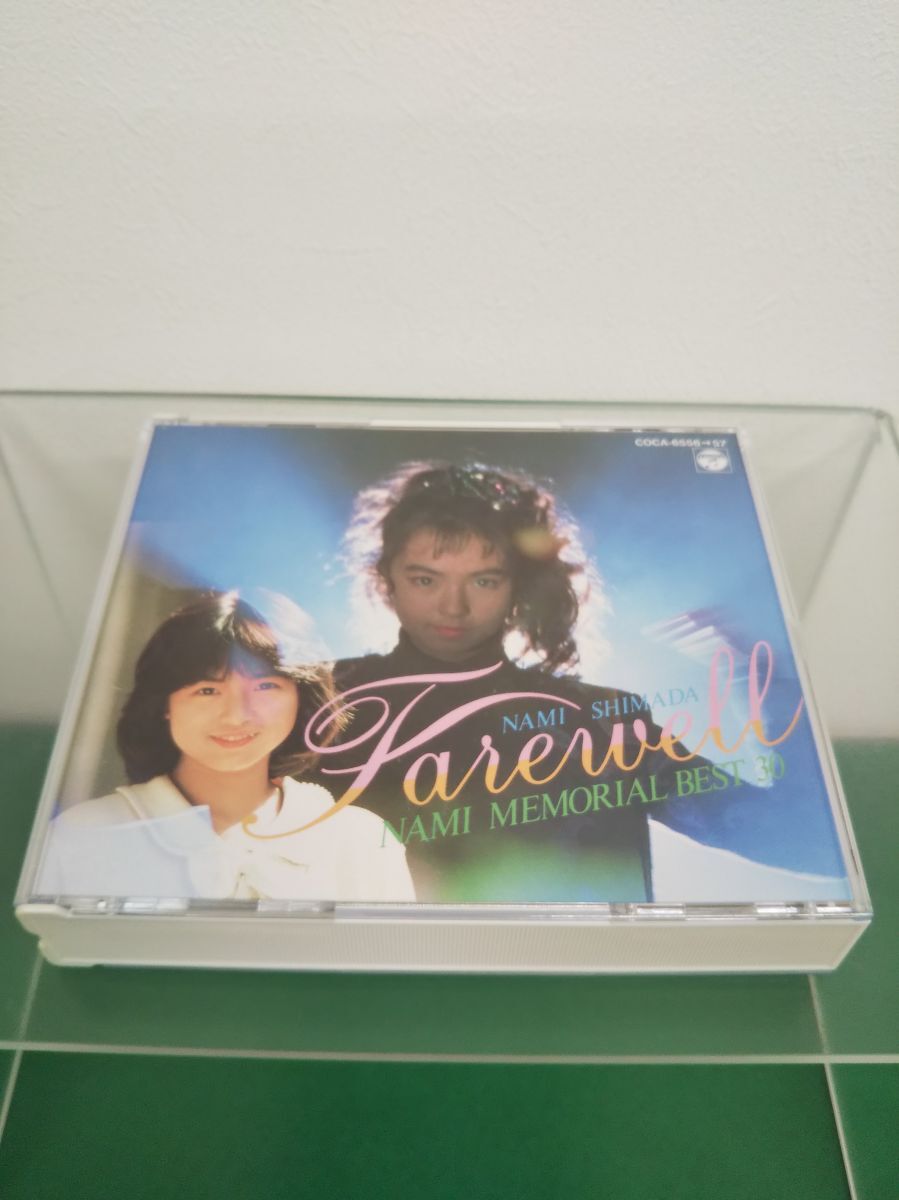 COCA-6556→57
NAMI SHIMADA
Farewell
NAMI MEMORIAL BEST 30